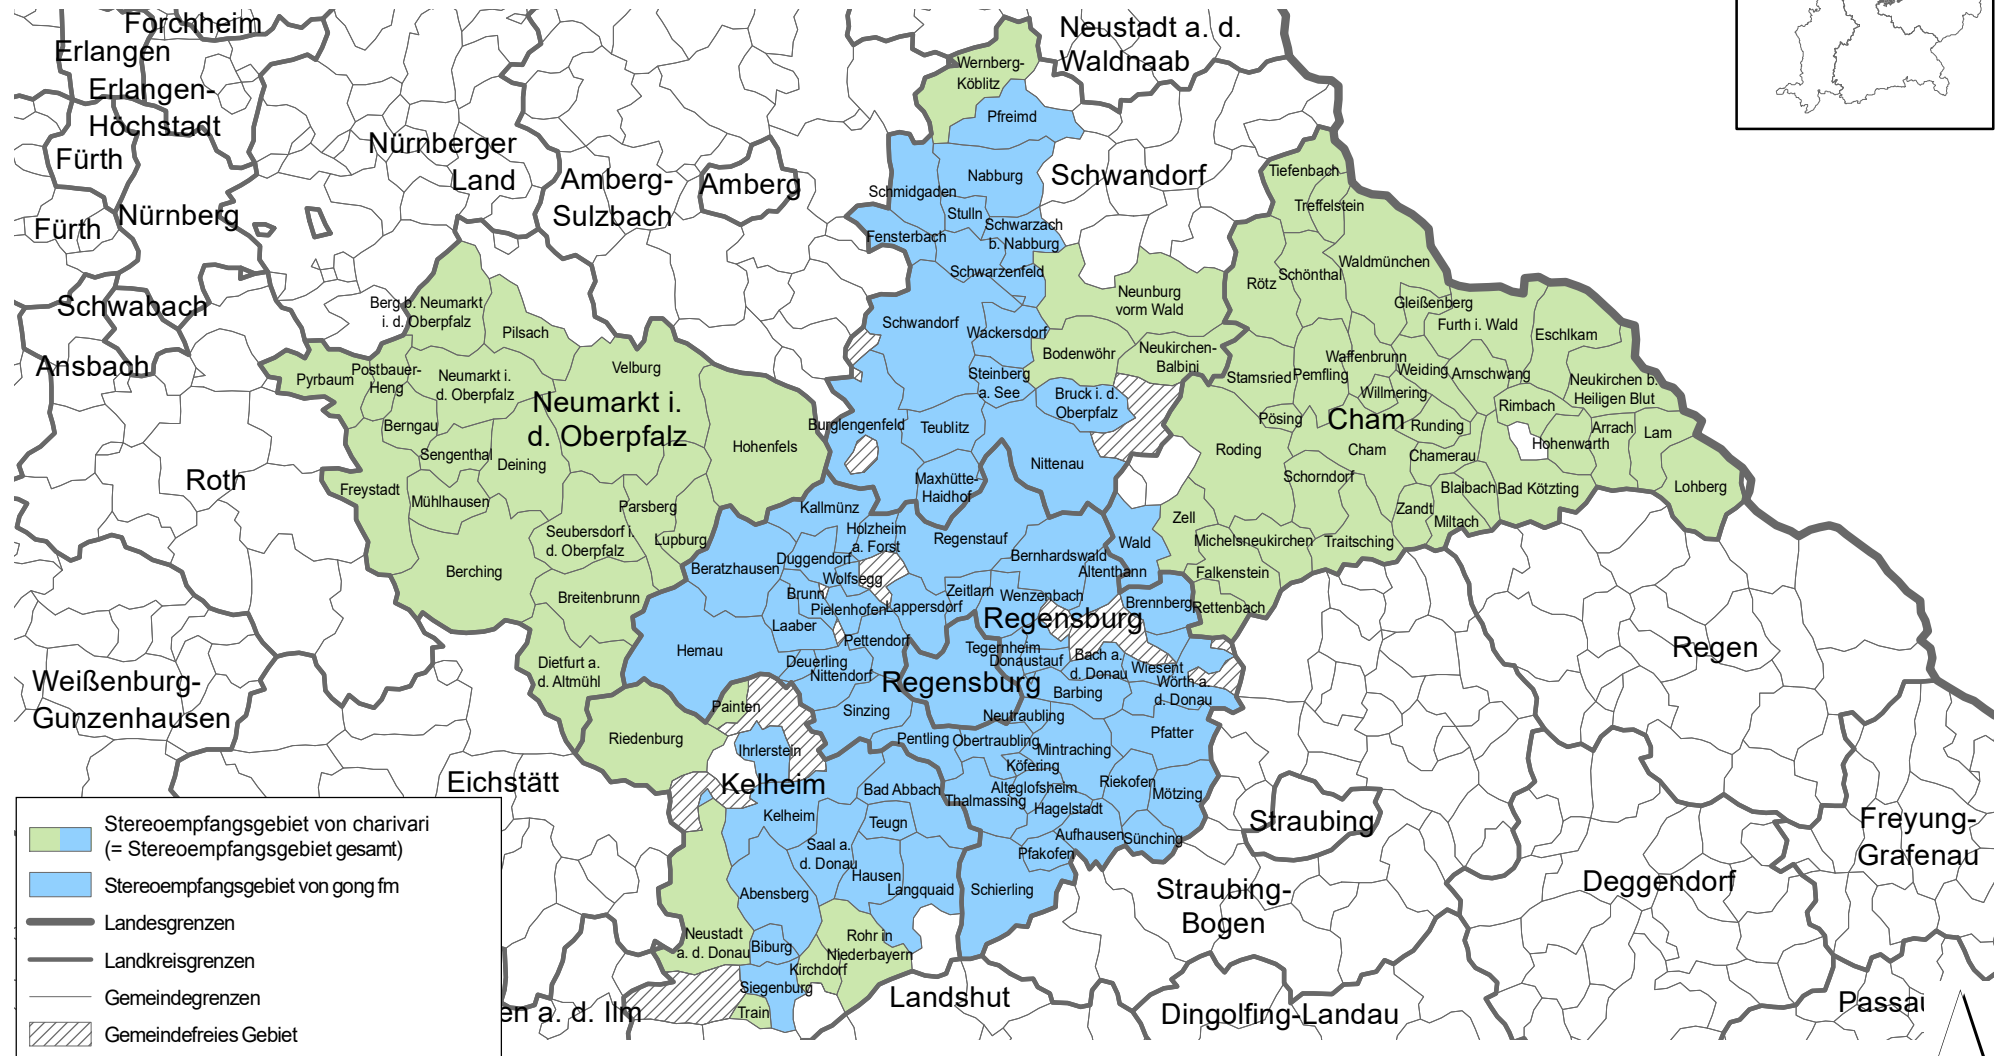 Forchheim
Erlangen
Erlangen-
Höchstadt
Fürth
Fürth
Nürnberg
Nürnberger
Land
Amberg-
Sulzbach
Amberg
Neustadt a. d.
Waldnaab
Wernberg-
Köblitz
Pfreimd
Schwandorf
Nabburg
Schmidgaden
Stulln
Schwarzach
b. Nabburg
Fensterbach
Schwarzenfeld
Tiefenbach
Treffelstein
Waldmünchen
Schönthal
Rötz
Gleißenberg
Furth i. Wald
Eschlkam
Neunburg
vorm Wald
Schwandorf
Wackersdorf
Bodenwöhr
Neukirchen-
Balbini
Steinberg
a. See
Bruck i. d.
Oberpfalz
Stamsried
Pemfling
Waffenbrunn
Weiding
Arnschwang
Willmering
Neukirchen b.
Heiligen Blut
Rimbach
Pösing
Cham
Runding
Arrach
Lam
Hohenwarth
Roding
Cham
Chamerau
Schorndorf
Blaibach
Bad Kötzting
Lohberg
Zandt
Miltach
Zell
Michelsneukirchen
Traitsching
Falkenstein
Rettenbach
Schwabach
Ansbach
Roth
Berg b. Neumarkt
i. d. Oberpfalz
Pilsach
Pyrbaum
Postbauer-
Heng
Neumarkt i.
d. Oberpfalz
Velburg
Neumarkt i.
d. Oberpfalz
Berngau
Sengenthal
Deining
Hohenfels
Freystadt
Mühlhausen
Parsberg
Seubersdorf i.
d. Oberpfalz
Lupburg
Berching
Breitenbrunn
Dietfurt a.
d. Altmühl
Burglengenfeld
Teublitz
Nittenau
Maxhütte-
Haidhof
Kallmünz
Holzheim
a. Forst
Regenstauf
Bernhardswald
Wald
Altenthann
Duggendorf
Beratzhausen
Wolfsegg
Brunn
Pielenhofen
Lappersdorf
Zeitlarn
Wenzenbach
Brennberg
Regensburg
Laaber
Pettendorf
Hemau
Deuerling
Nittendorf
Tegernheim
Donaustauf
Bach a.
d. Donau
Wiesent
Wörth a.
d. Donau
Regensburg
Barbing
Painten
Sinzing
Neutraubling
Pfatter
Riedenburg
Ihrlerstein
Pentling
Obertraubling
Mintraching
Köfering
Kelheim
Bad Abbach
Alteglofsheim
Riekofen
Mötzing
Thalmassing
Hagelstadt
Kelheim
Teugn
Aufhausen
Sünching
Saal a.
d. Donau
Pfakofen
Hausen
Langquaid
Schierling
Abensberg
Neustadt
a. d. Donau
Biburg
Rohr in
Niederbayern
Kirchdorf
Siegenburg
Train
Weißenburg-
Gunzenhausen
Eichstätt
en a. d. Ilm
Landshut
Dingolfing-Landau
Straubing
Straubing-
Bogen
Regen
Deggendorf
Freyung-
Grafenau
Passau
Stereoempfangsgebiet von charivari
(= Stereoempfangsgebiet gesamt)
Stereoempfangsgebiet von gong fm
Landesgrenzen
Landkreisgrenzen
Gemeindegrenzen
Gemeindefreies Gebiet